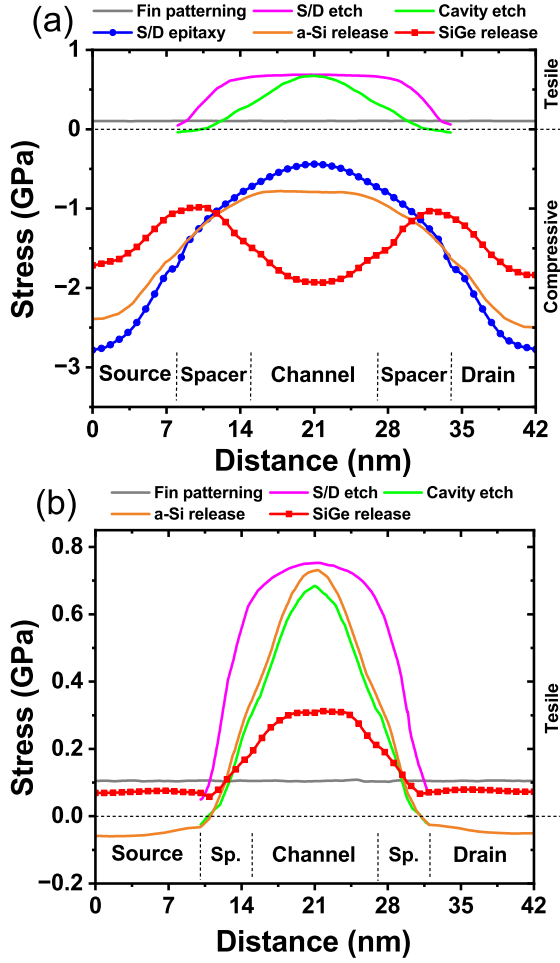 (a)
Fin patterning S/D etch Cavity etch
S/D epitaxy a-Si release SiGe release
Stress (GPa)
1
0
−1
−2
−3
Tesile
Compressive
Source Spacer Channel Spacer Drain
0 7 14 21 28 35 42
Distance (nm)
(b)
Fin patterning S/D etch Cavity etch
a-Si release SiGe release
Stress (GPa)
0.8
0.6
0.4
0.2
0.0
−0.2
Tesile
Source Sp. Channel Sp. Drain
0 7 14 21 28 35 42
Distance (nm)